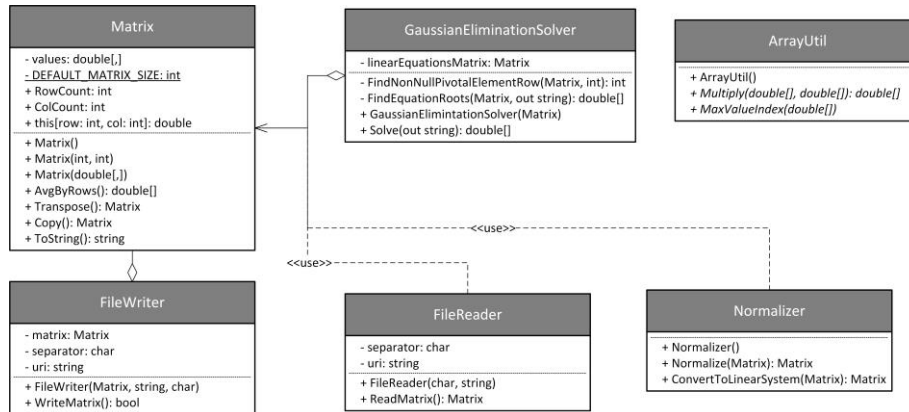 Matrix
- values: double[,]
- DEFAULT_MATRIX_SIZE: int
+ RowCount: int
+ ColCount: int
+ this[row: int, col: int]: double
+ Matrix()
+ Matrix(int, int)
+ Matrix(double[,])
+ AvgByRows(): double[]
+ Transpose(): Matrix
+ Copy(): Matrix
+ ToString(): string
GaussianEliminationSolver
- linearEquationsMatrix: Matrix
- FindNonNullPivotalElementRow(Matrix, int): int
- FindEquationRoots(Matrix, out string): double[]
+ GaussianElimintationSolver(Matrix)
+ Solve(out string): double[]
ArrayUtil
+ ArrayUtil()
+ Multiply(double[], double[]): double[]
+ MaxValueIndex(double[])
<<use>>
<<use>>
FileWriter
- matrix: Matrix
- separator: char
- uri: string
+ FileWriter(Matrix, string, char)
+ WriteMatrix(): bool
FileReader
- separator: char
- uri: string
+ FileReader(char, string)
+ ReadMatrix(): Matrix
Normalizer
+ Normalizer()
+ Normalize(Matrix): Matrix
+ ConvertToLinearSystem(Matrix): Matrix